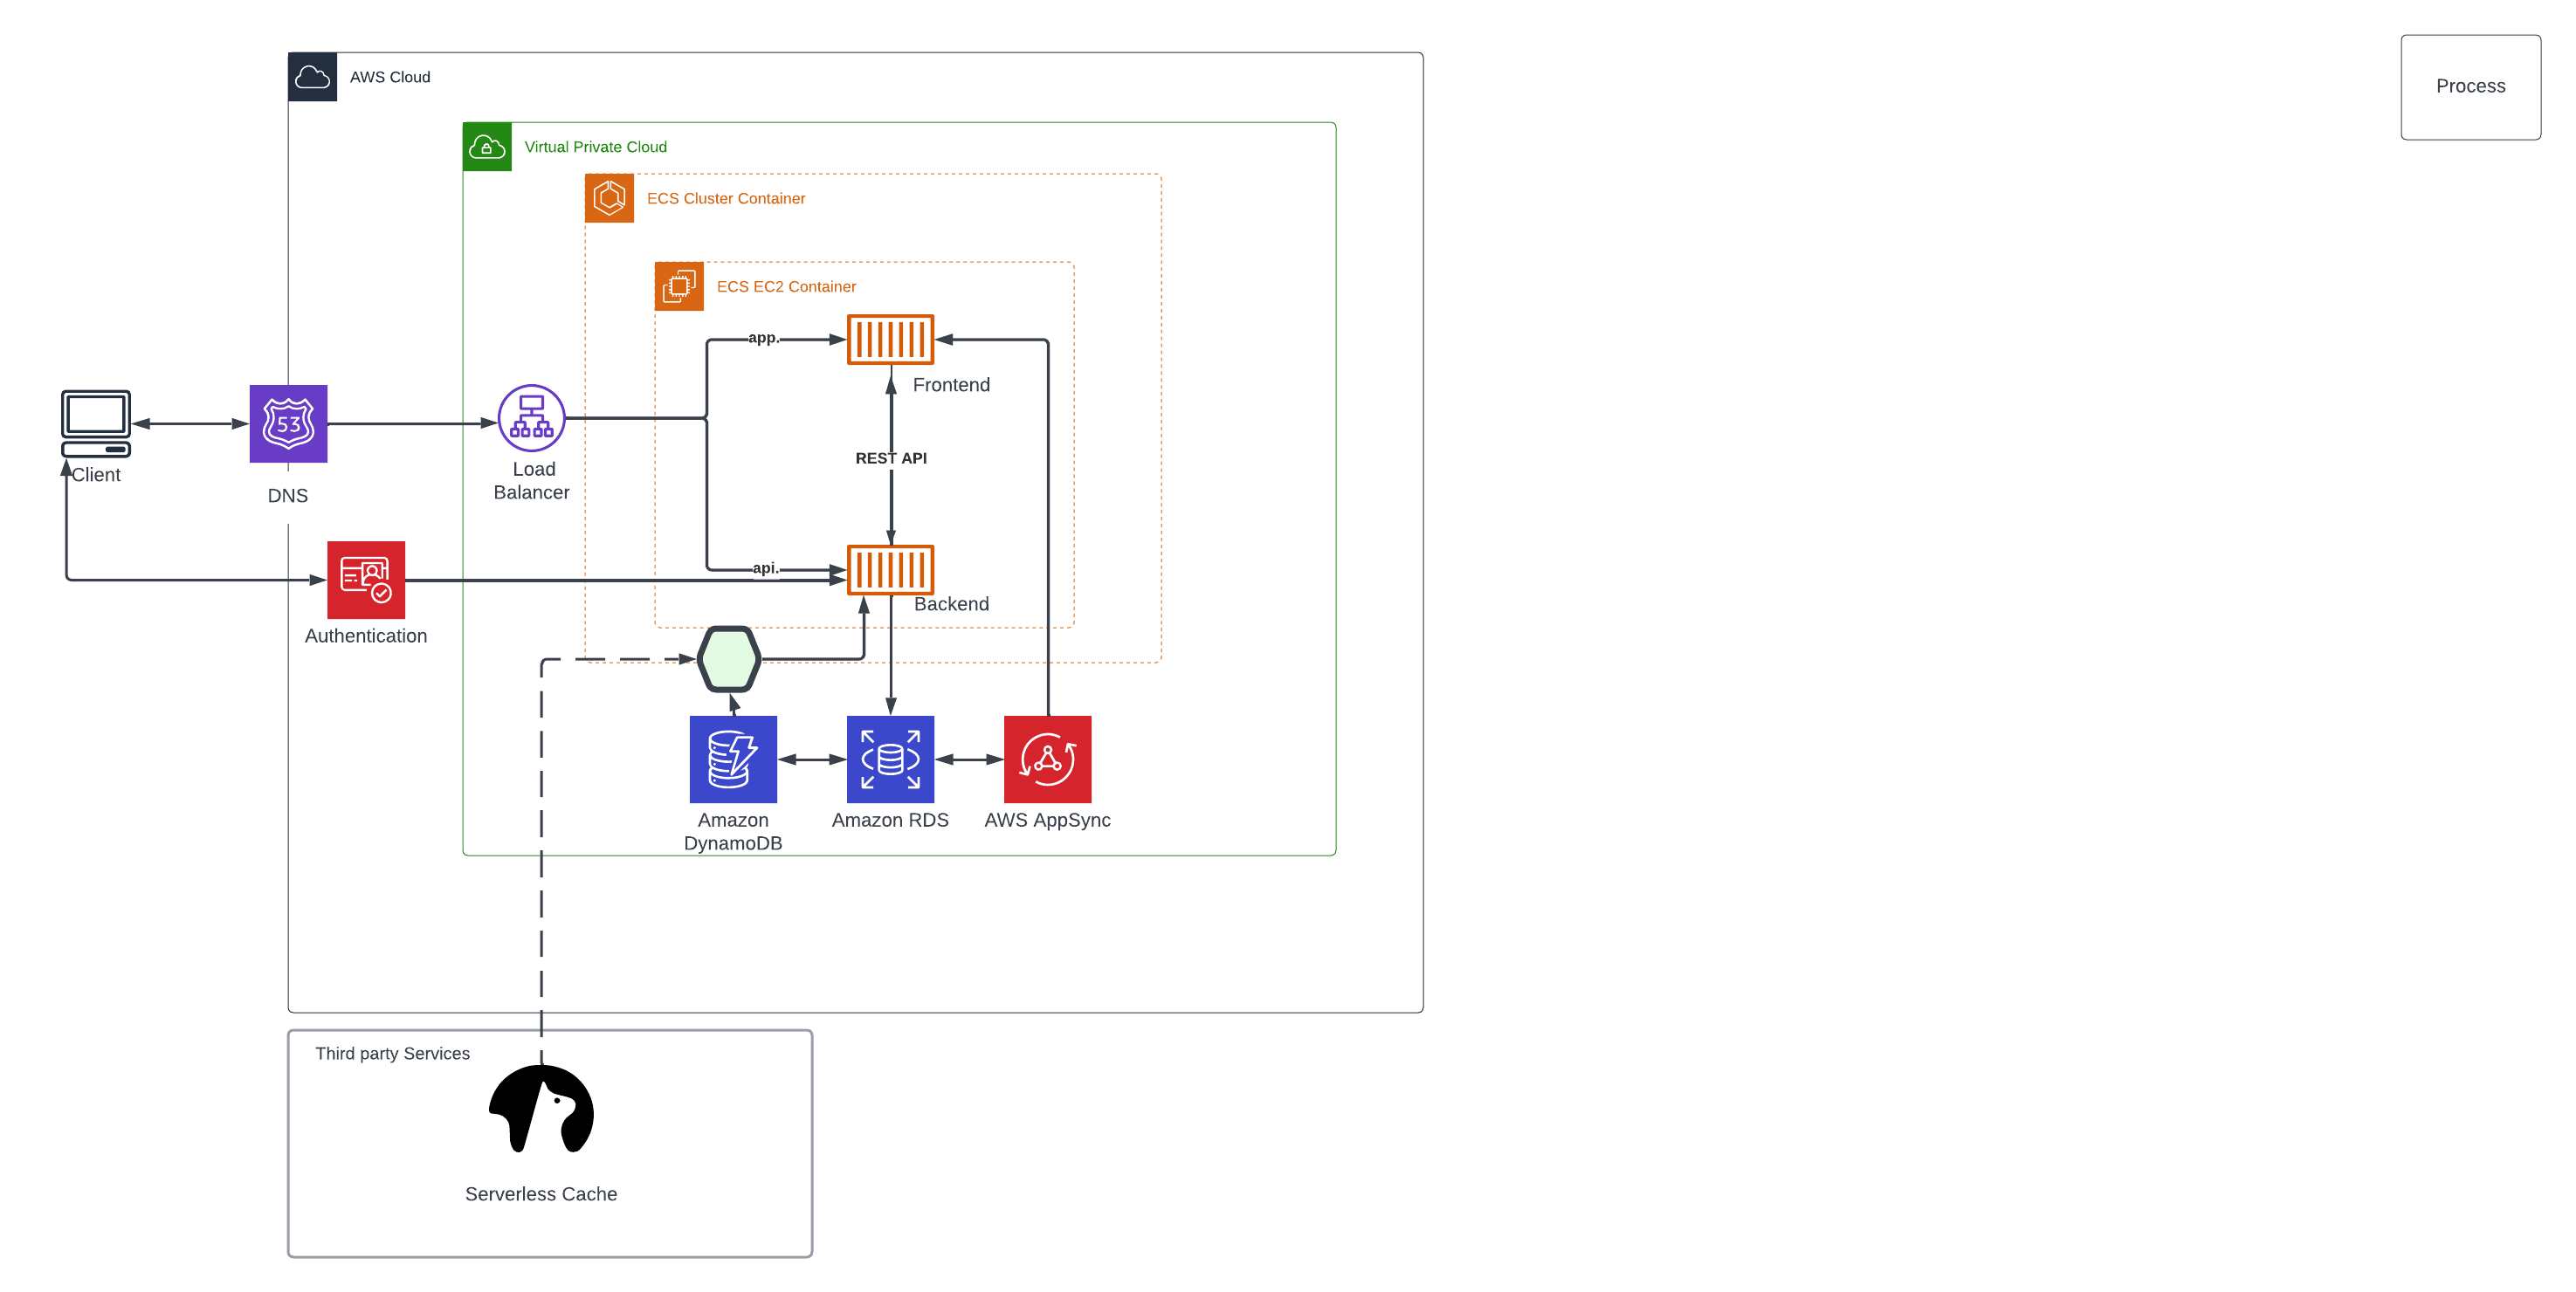 AWS Cloud
Process
Virtual Private Cloud
ECS Cluster Container
ECS EC2 Container
app.
Frontend
53
Client
Load
Balancer
REST API
DNS
api.
Backend
Authentication
Amazon
DynamoDB
Amazon RDS
AWS AppSync
Third party Services
Serverless Cache